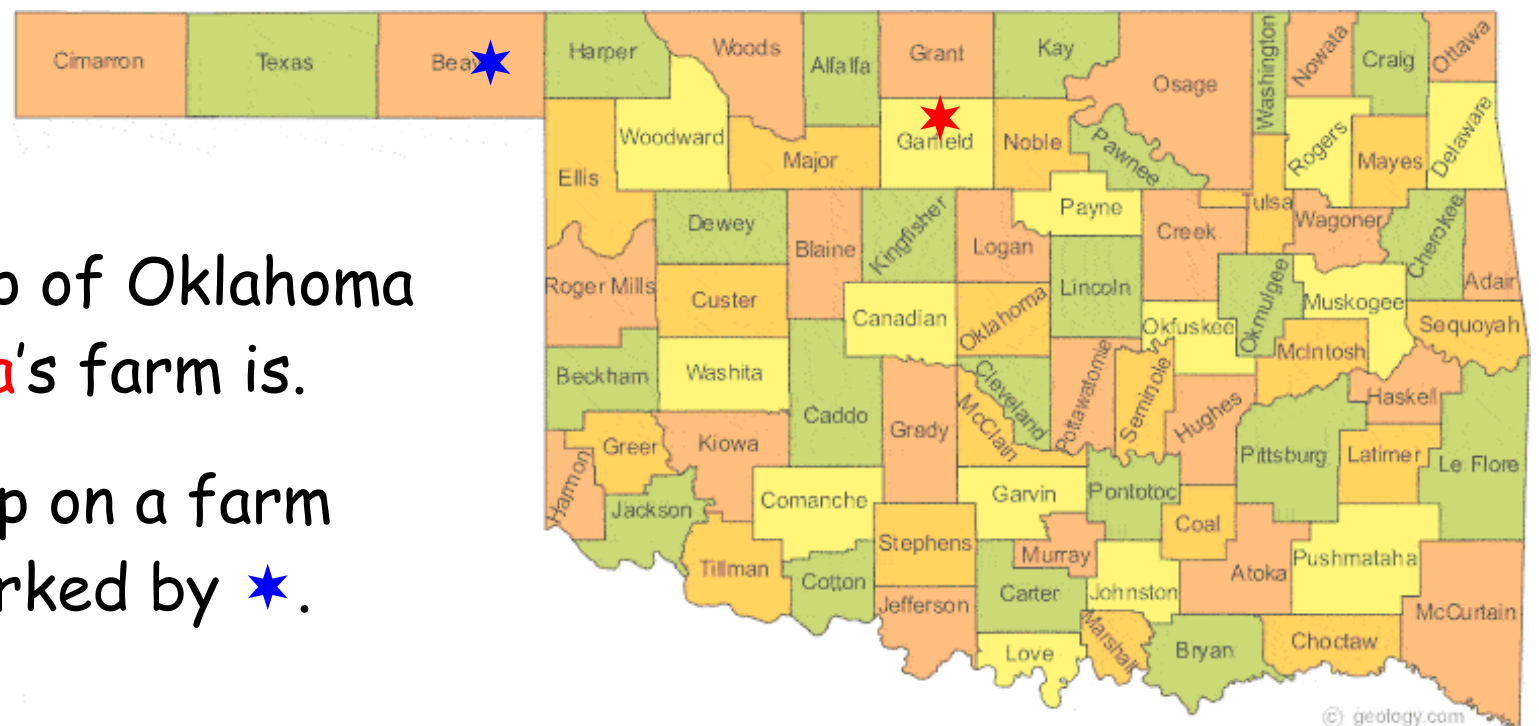 Cimarron
Texas
Harper
Woods
Alfalfa
Grant
Kay
Osage
Washington
Nowata
Craig
Ottawa
Woodward
Major
Noble
Pawnee
Rogers
Mayes
Delaware
Ellis
Dewey
Blaine
Kingfisher
Logan
Payne
Creek
Tulsa
Wagoner
Cherokee
Adair
of Oklahoma
Roger Mills
Custer
Canadian
Oklahoma
Lincoln
Okfuskee
Okmulgee
Muskogee
Sequoyah
McIntosh
a's farm is.
Beckham
Washita
Caddo
Grady
McClain
Cleveland
Pottawatomie
Seminole
Hughes
Haskell
Pittsburg
Latimer
Le Flore
Harmon
Greer
Kiowa
p on a farm
Jackson
Comanche
Garvin
Pontotoc
Coal
Stephens
Murray
Atoka
Pushmataha
rked by .
Tillman
Cotton
Jefferson
Carter
Johnston
McCurtain
Love
Marshall
Bryan
Choctaw
© geology.com